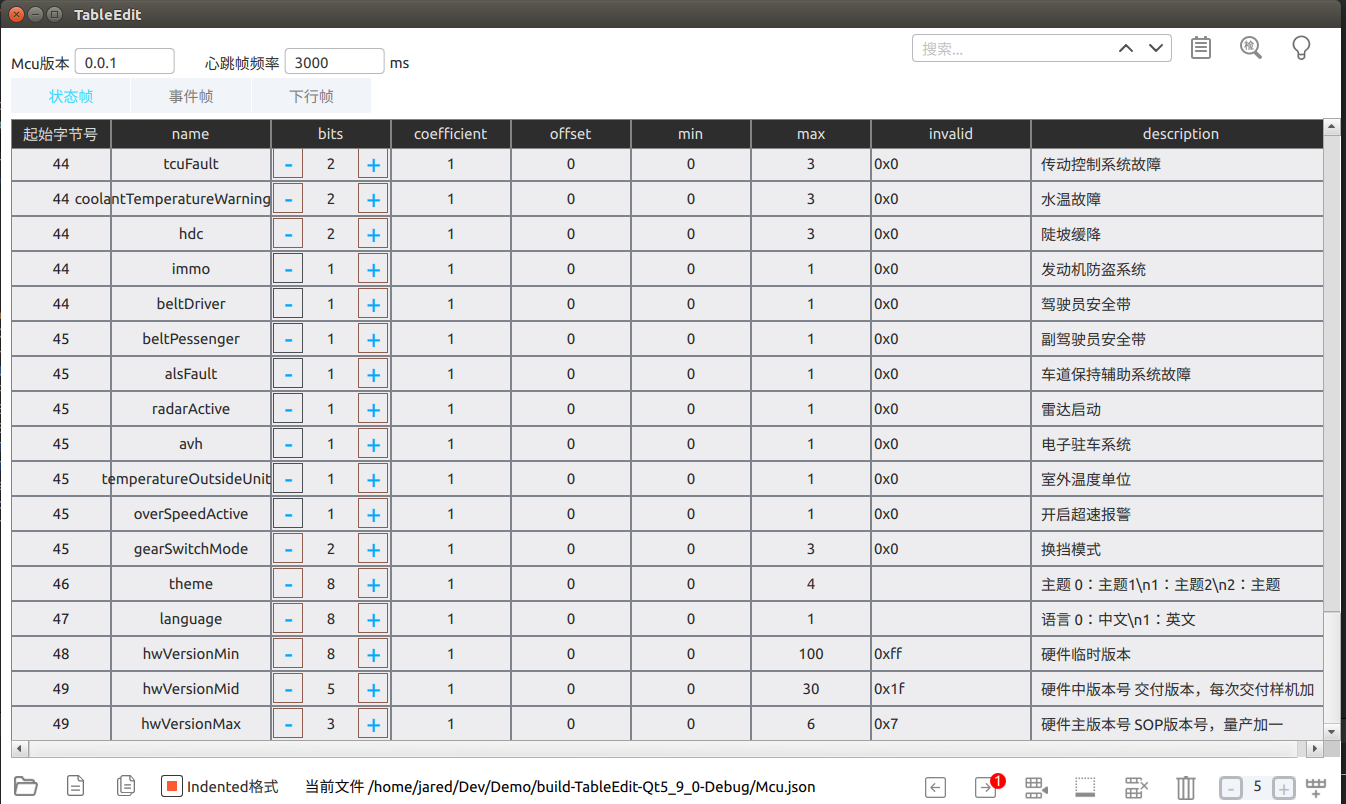 TableEdit
Mcu版本 0.0.1 心跳帧频率 3000 ms 搜索... 检
状态帧 事件帧 下行帧
起始字节号 name bits coefficient offset min max invalid description
44 tcuFault - 2 + 1 0 0 3 0x0 传动控制系统故障
44 coolantTemperatureWarning - 2 + 1 0 0 3 0x0 水温故障
44 hdc - 2 + 1 0 0 3 0x0 陡坡缓降
44 immo - 1 + 1 0 0 1 0x0 发动机防盗系统
44 beltDriver - 1 + 1 0 0 1 0x0 驾驶员安全带
45 beltPessenger - 1 + 1 0 0 1 0x0 副驾驶员安全带
45 alsFault - 1 + 1 0 0 1 0x0 车道保持辅助系统故障
45 radarActive - 1 + 1 0 0 1 0x0 雷达启动
45 avh - 1 + 1 0 0 1 0x0 电子驻车系统
45 temperatureOutsideUnit - 1 + 1 0 0 1 0x0 室外温度单位
45 overSpeedActive - 1 + 1 0 0 1 0x0 开启超速报警
45 gearSwitchMode - 2 + 1 0 0 3 0x0 换挡模式
46 theme - 8 + 1 0 0 4 主题 0：主题1\n1：主题2\n2：主题
47 language - 8 + 1 0 0 1 语言 0：中文\n1：英文
48 hwVersionMin - 8 + 1 0 0 100 0xff 硬件临时版本
49 hwVersionMid - 5 + 1 0 0 30 0x1f 硬件中版本号 交付版本，每次交付样机加
49 hwVersionMax - 3 + 1 0 0 6 0x7 硬件主版本号 SOP版本号，量产加一
Indented格式 当前文件 /home/jared/Dev/Demo/build-TableEdit-Qt5_9_0-Debug/Mcu.json 1 - 5 +